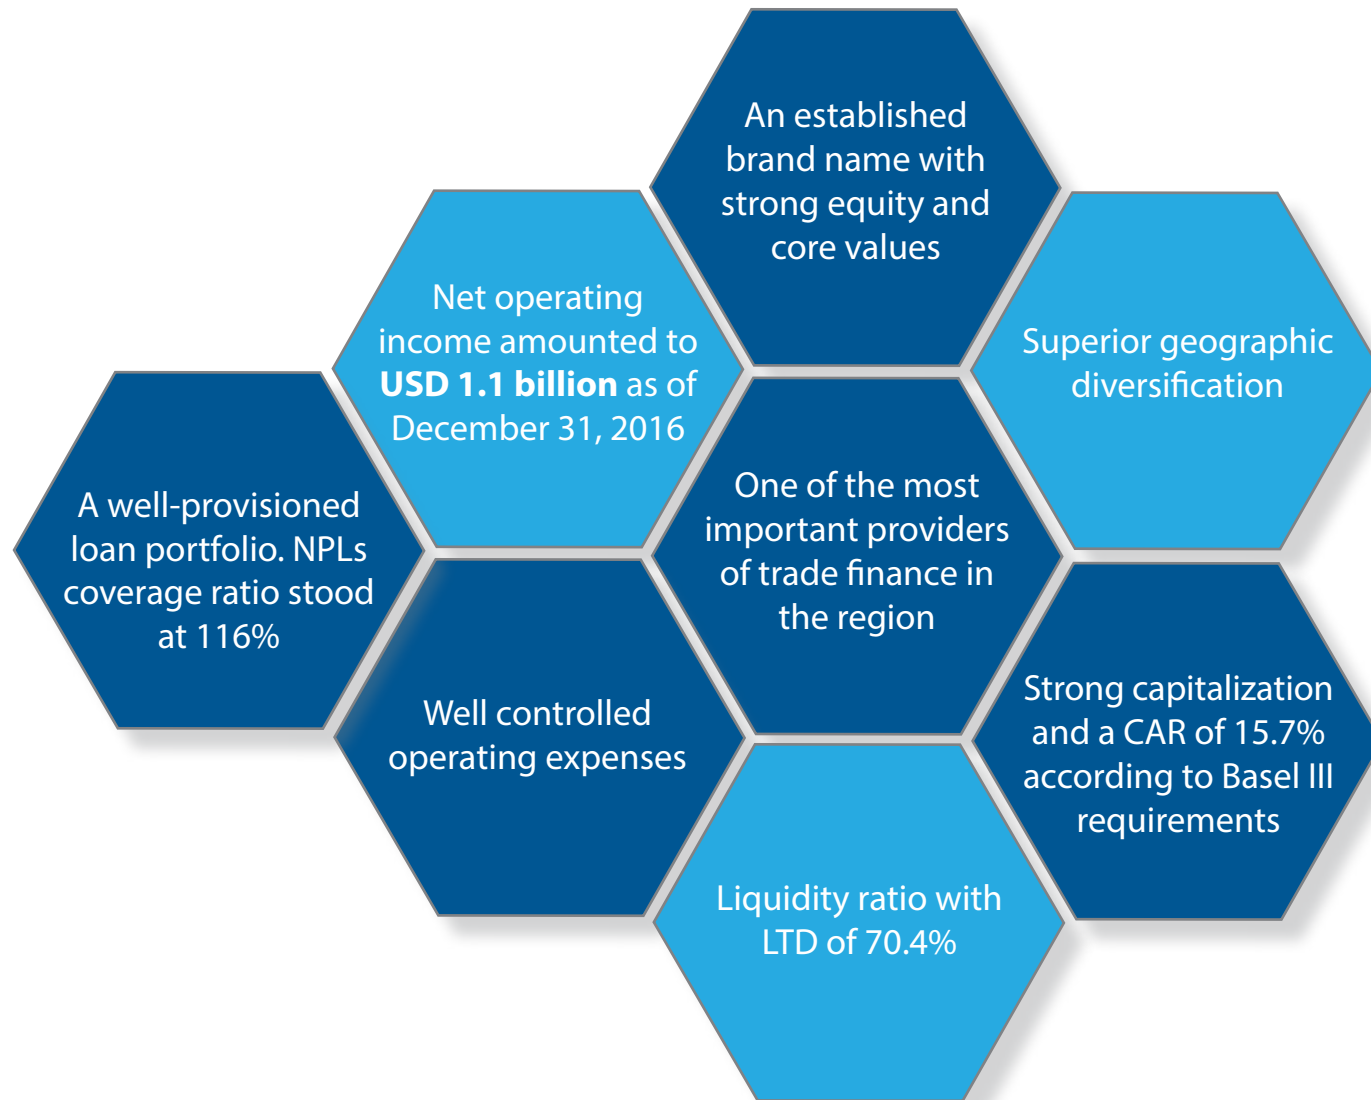 An established
brand name with
strong equity and
core values
Net operating
income amounted to
USD 1.1 billion as of
December 31, 2016
Superior geographic
diversification
A well-provisioned
loan portfolio. NPLs
coverage ratio stood
at 116%
One of the most
important providers
of trade finance in
the region
Well controlled
operating expenses
Strong capitalization
and a CAR of 15.7%
according to Basel III
requirements
Liquidity ratio with
LTD of 70.4%